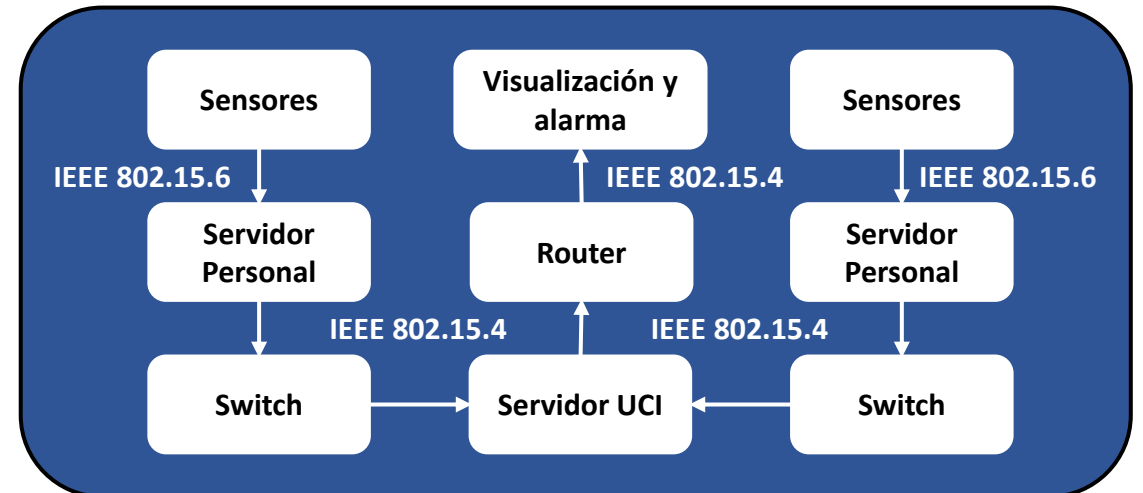 Sensores
Visualización y
alarma
Sensores
IEEE 802.15.6
IEEE 802.15.4
IEEE 802.15.6
Servidor
Personal
Router
Servidor
Personal
IEEE 802.15.4
IEEE 802.15.4
Switch
Servidor UCI
Switch